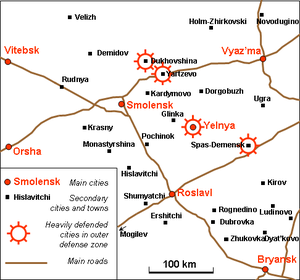 Velizh
Novodugino
Holm-Zhirkovski
Vitebsk
Demidov
Dukhovshina
Vyaz'ma
Yartzevo
Rudnya
Kardymovo
Dorogobuzh
Smolensk
Ugra
Glinka
Krasny
Yelnya
Pochinok
Orsha
Monastyrshina
Spas-Demensk
Hislavitchi
Smolensk Main cities
Hislavitchi Secondary
cities and towns
Heavily defended
cities in outer
defense zone
Main roads
Kirov
Roslavl
Shumyatchi
Ershitchi
Rognedino
Ludinovo
Dubrovka
Mogilev
Zhukovka
Dyat'kovo
100 km
Bryansk